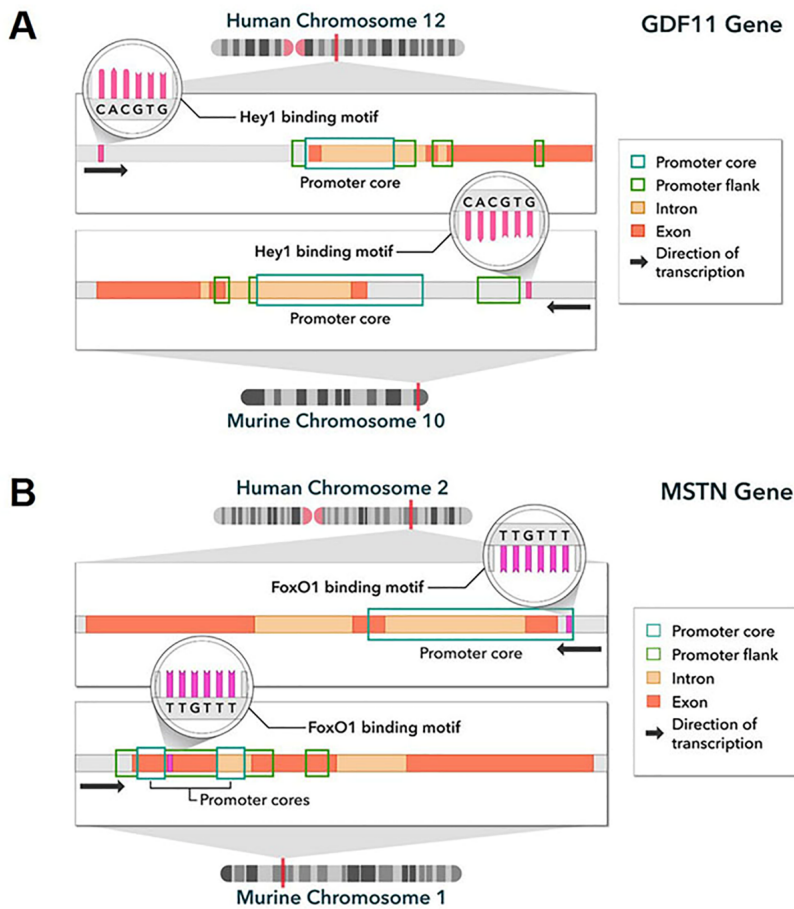 A
Human Chromosome 12
GDF11 Gene
CACGTG
Hey1 binding motif
Promoter core
CACGTG
Hey1 binding motif
Promoter core
Murine Chromosome 10
Promoter core
Promoter flank
Intron
Exon
Direction of
transcription
B
Human Chromosome 2
MSTN Gene
TTGTTT
FoxO1 binding motif
Promoter core
TTGTTT
FoxO1 binding motif
Promoter cores
Murine Chromosome 1
Promoter core
Promoter flank
Intron
Exon
Direction of
transcription